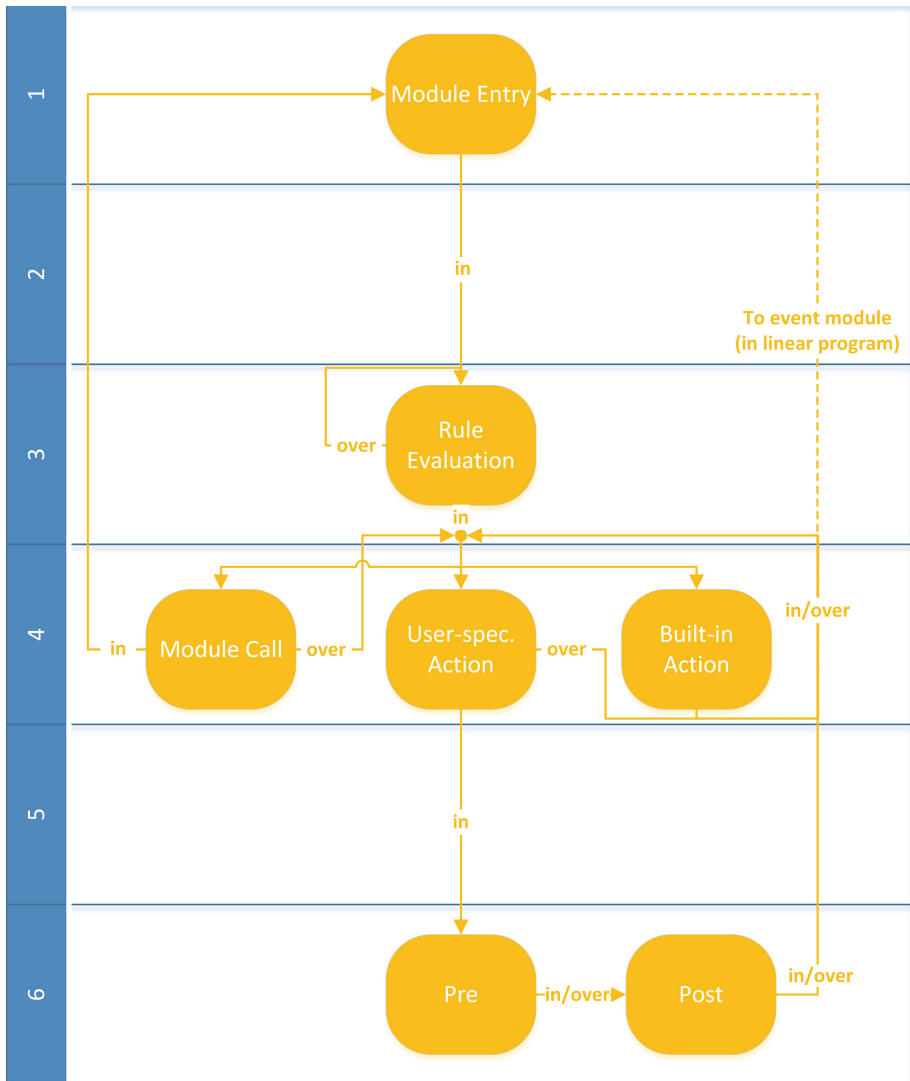 1
Module Entry
2
in
To event module
(in linear program)
3
Rule
Evaluation
over
in
4
in
Module Call
over
User-spec.
Action
over
Built-in
Action
in/over
5
in
6
Pre
in/over
Post
in/over